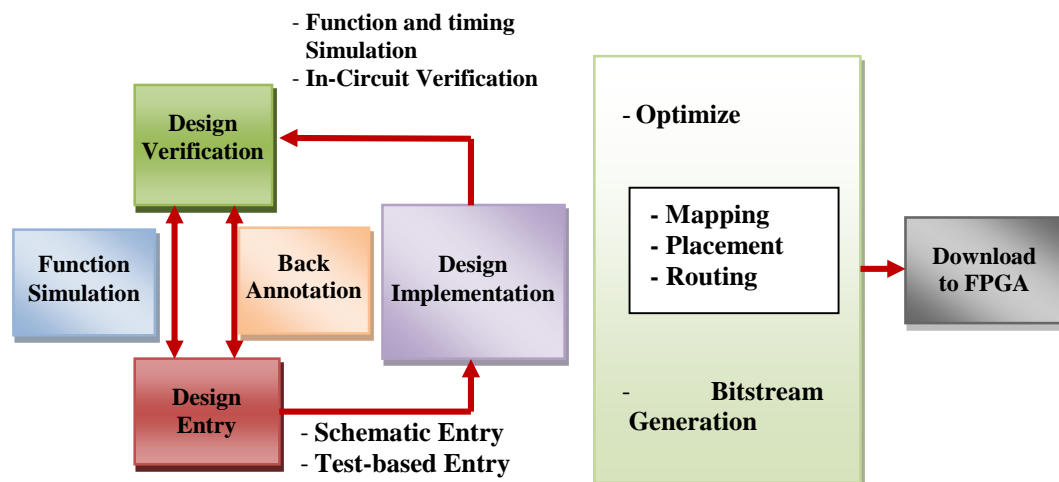 - Function and timing
Simulation
- In-Circuit Verification
Design
Verification
Function
Simulation
Back
Annotation
Design
Implementation
Design
Entry
- Schematic Entry
- Test-based Entry
- Optimize
- Mapping
- Placement
- Routing
- Bitstream
Generation
Download
to FPGA